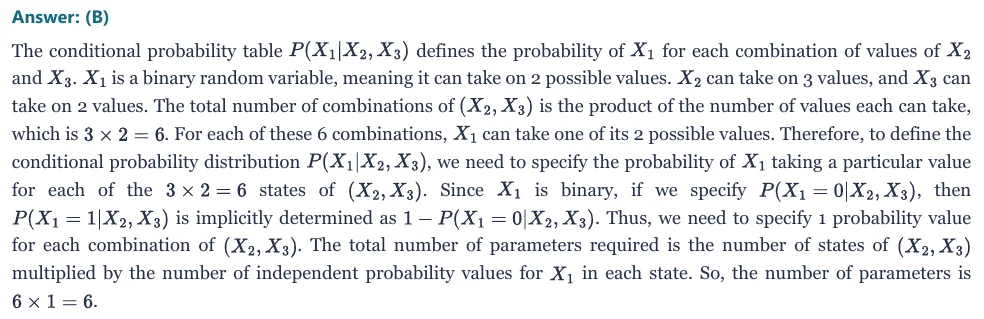 Answer: (B)
The conditional probability table P(X₁|X₂, X₃) defines the probability of X₁ for each combination of values of X₂
and X₃. X₁ is a binary random variable, meaning it can take on 2 possible values. X₂ can take on 3 values, and X₃ can
take on 2 values. The total number of combinations of (X₂, X₃) is the product of the number of values each can take,
which is 3 × 2 = 6. For each of these 6 combinations, X₁ can take one of its 2 possible values. Therefore, to define the
conditional probability distribution P(X₁|X₂, X₃), we need to specify the probability of X₁ taking a particular value
for each of the 3 × 2 = 6 states of (X₂, X₃). Since X₁ is binary, if we specify P(X₁ = 0|X₂, X₃), then
P(X₁ = 1|X₂, X₃) is implicitly determined as 1 − P(X₁ = 0|X₂, X₃). Thus, we need to specify 1 probability value
for each combination of (X₂, X₃). The total number of parameters required is the number of states of (X₂, X₃)
multiplied by the number of independent probability values for X₁ in each state. So, the number of parameters is
6 × 1 = 6.